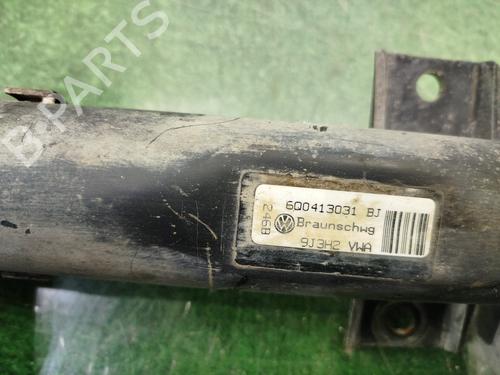 B-PARTS
6Q0413031 BJ
246B
Braunschwg
9J3H2 VWA